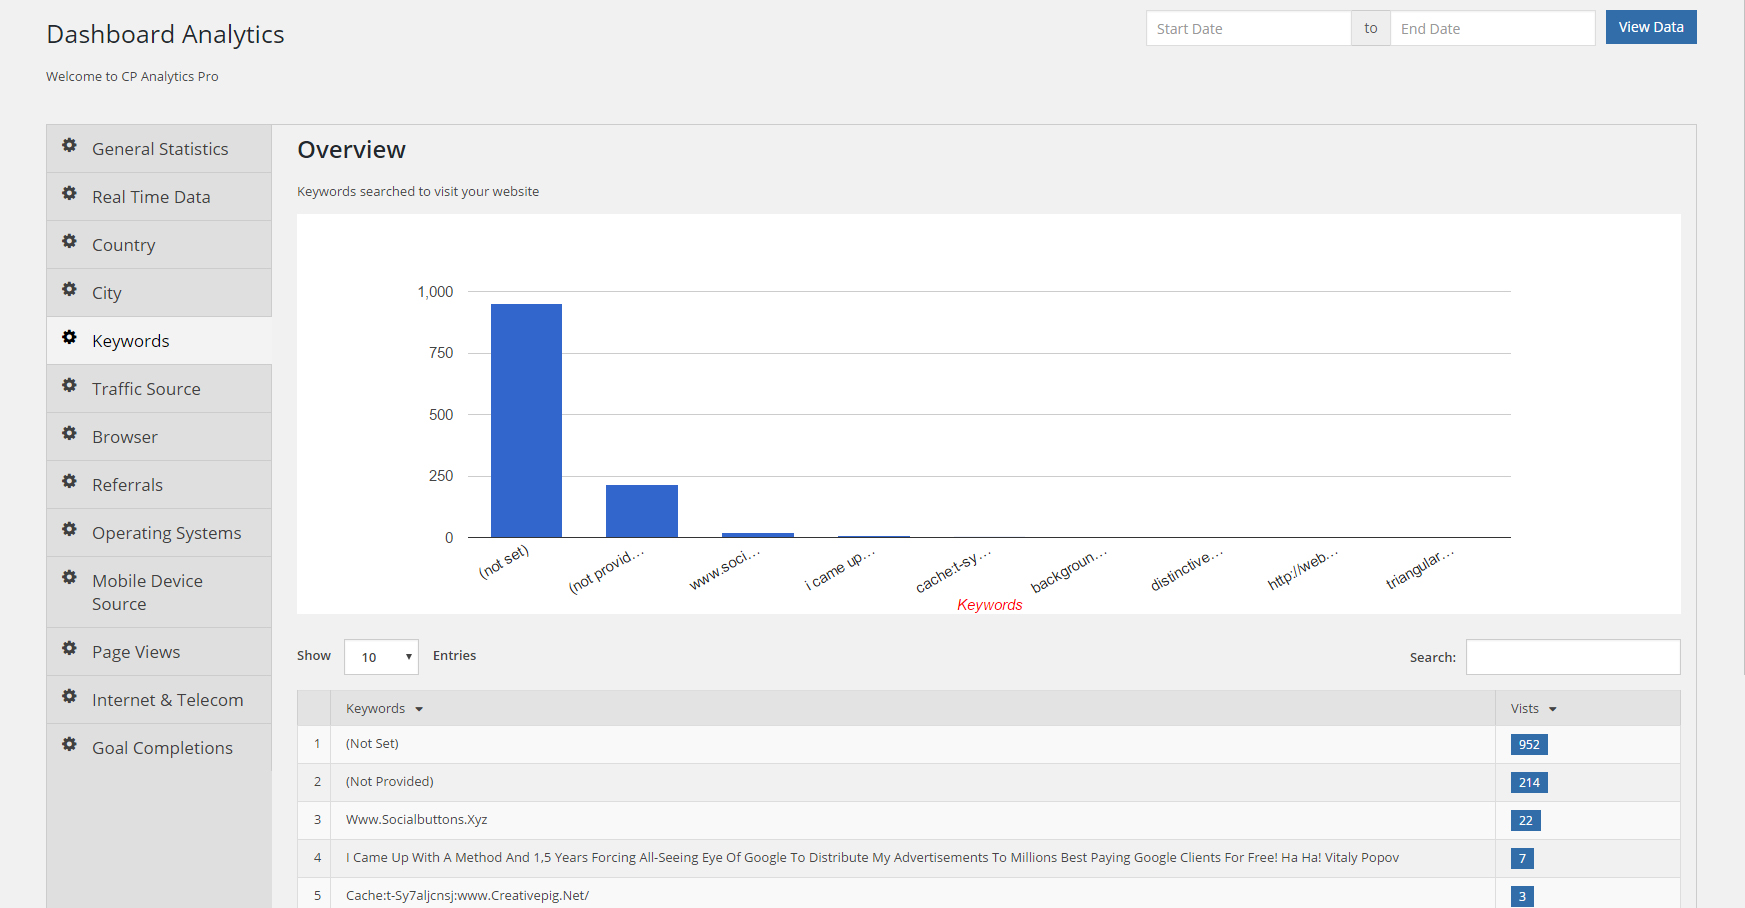 Dashboard Analytics
Start Date to End Date View Data
Welcome to CP Analytics Pro
General Statistics
Real Time Data
Country
City
Keywords
Traffic Source
Browser
Referrals
Operating Systems
Mobile Device
Source
Page Views
Internet & Telecom
Goal Completions
Overview
Keywords searched to visit your website
1,000
750
500
250
0
(not set) (not provid... www.soci... i came up... cache:t-sy... backgroun... distinctive... http://web... triangular...
Keywords
Show 10 Entries Search:
Keywords Vists
1 (Not Set) 952
2 (Not Provided) 214
3 Www.Socialbuttons.Xyz 22
4 I Came Up With A Method And 1,5 Years Forcing All-Seeing Eye Of Google To Distribute My Advertisements To Millions Best Paying Google Clients For Free! Ha Ha! Vitaly Popov 7
5 Cache:t-Sy7aljcnsj:www.Creativepig.Net/ 3